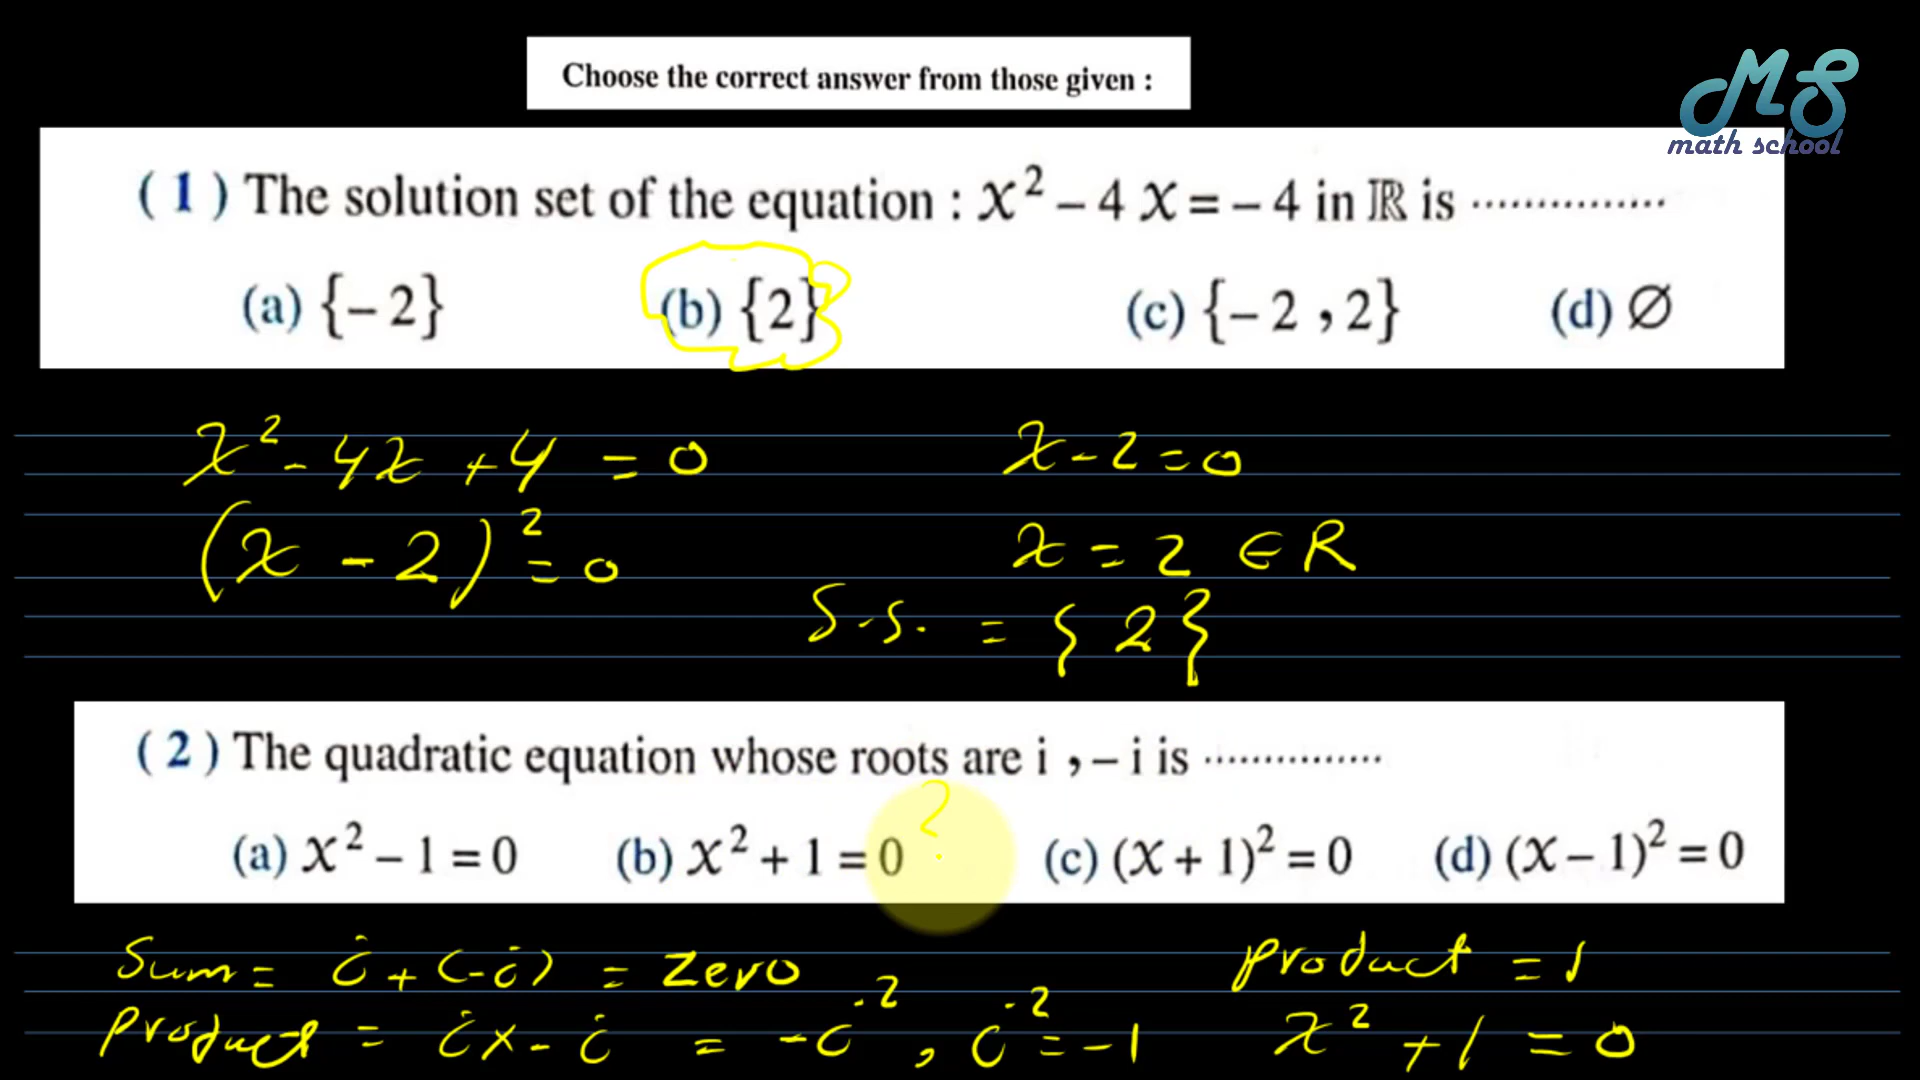 Choose the correct answer from those given :
MS
math school
( 1 ) The solution set of the equation : x² – 4 x = – 4 in ℝ is ...............
(a) {– 2} (b) {2} (c) {– 2 , 2} (d) ∅
x² - 4x + 4 = 0 x - 2 = 0
(x - 2)² = 0 x = 2 ∈ R
S.S. = {2}
( 2 ) The quadratic equation whose roots are i , – i is ...............
?
(a) x² – 1 = 0 (b) x² + 1 = 0 (c) (x + 1)² = 0 (d) (x – 1)² = 0
Sum = i + (-i) = Zero product = 1
Product = i x - i = - i² , i² = -1 x² + 1 = 0